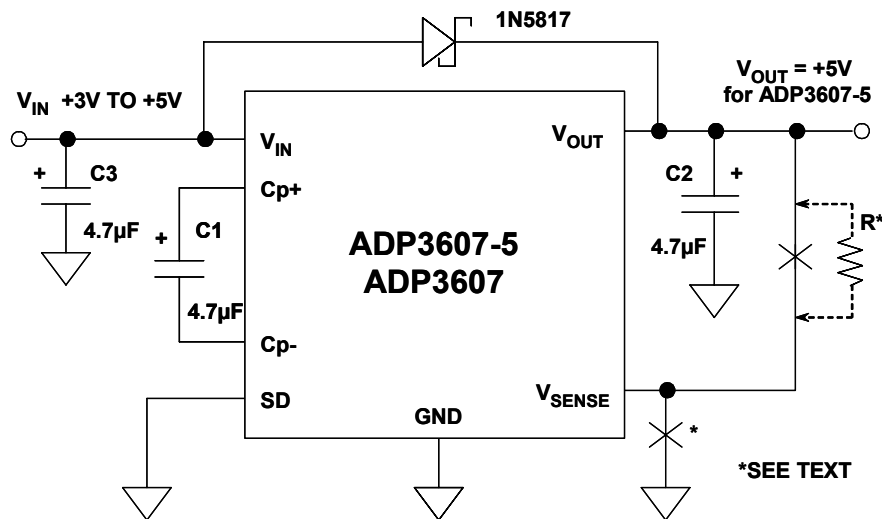 1N5817
VIN +3V TO +5V
VOUT = +5V
for ADP3607-5
VIN
VOUT
+
C3
4.7µF
Cp+
+
C1
4.7µF
Cp-
ADP3607-5
ADP3607
C2
+
4.7µF
R*
SD
GND
VSENSE
*
*SEE TEXT